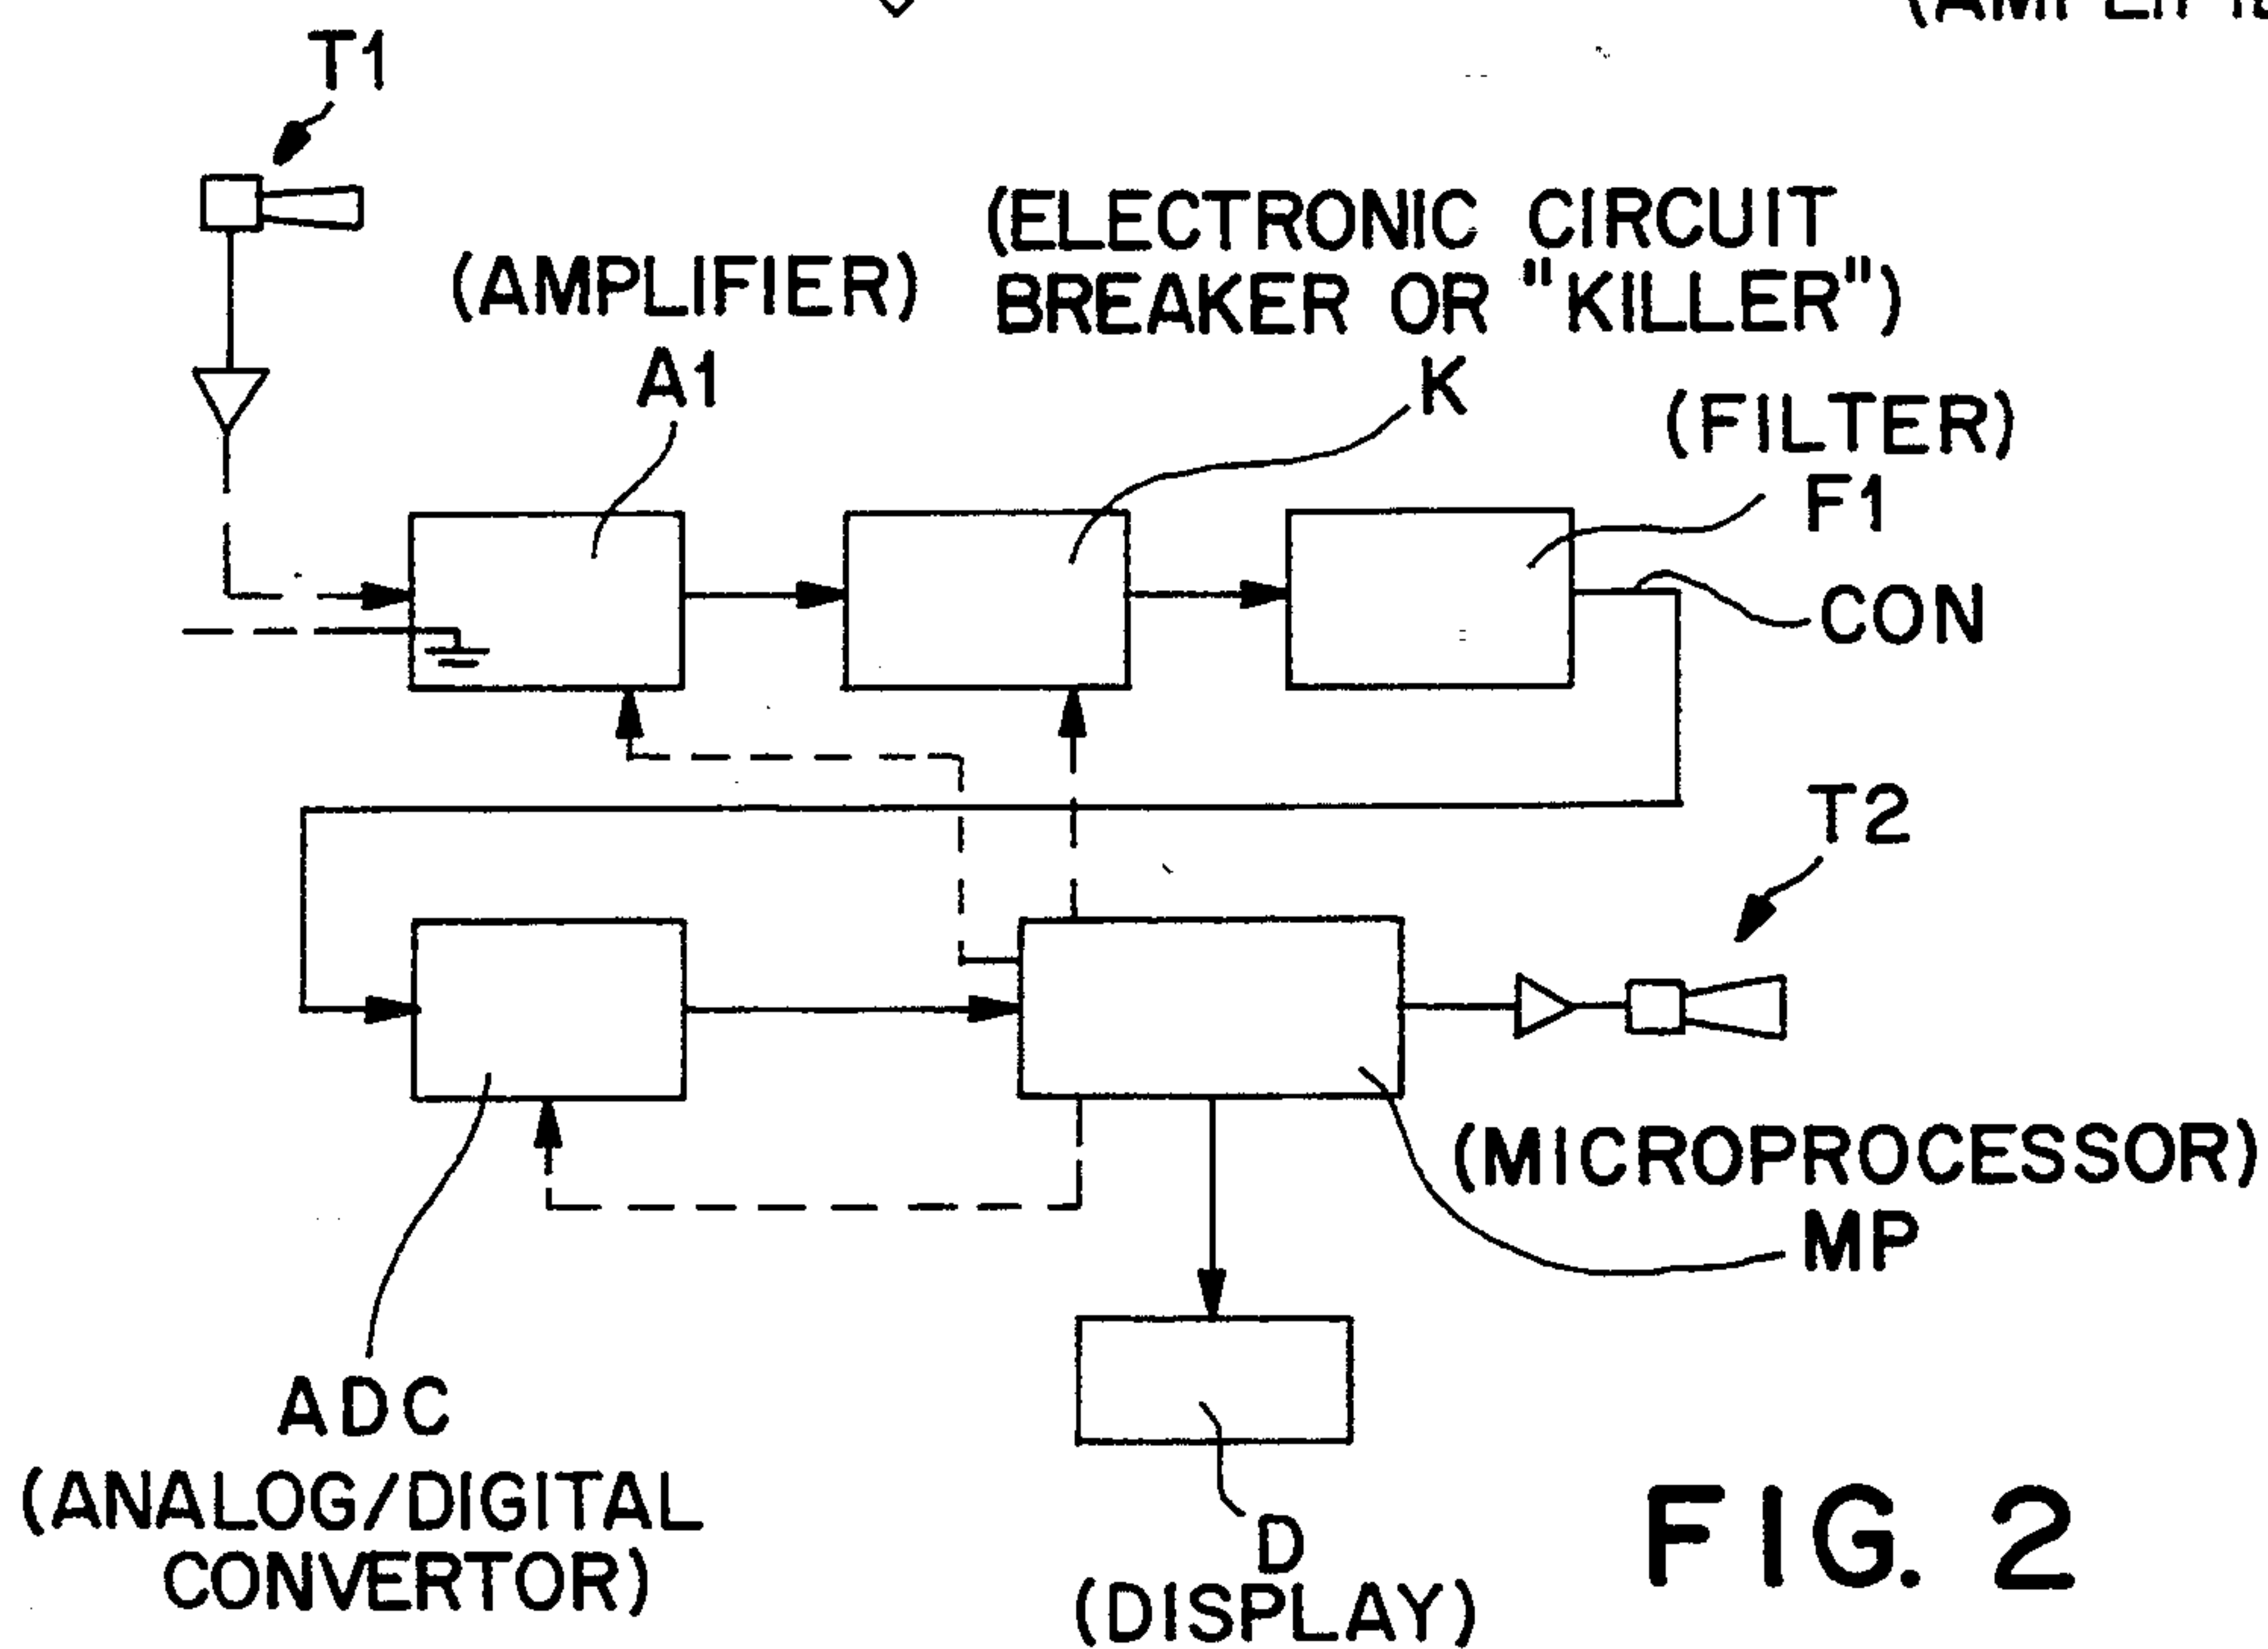 T1
(AMPLIFIER)
A1
(ELECTRONIC CIRCUIT
BREAKER OR "KILLER")
K
(FILTER)
F1
CON
T2
(MICROPROCESSOR)
MP
ADC
(ANALOG/DIGITAL
CONVERTOR)
D
(DISPLAY)
FIG. 2